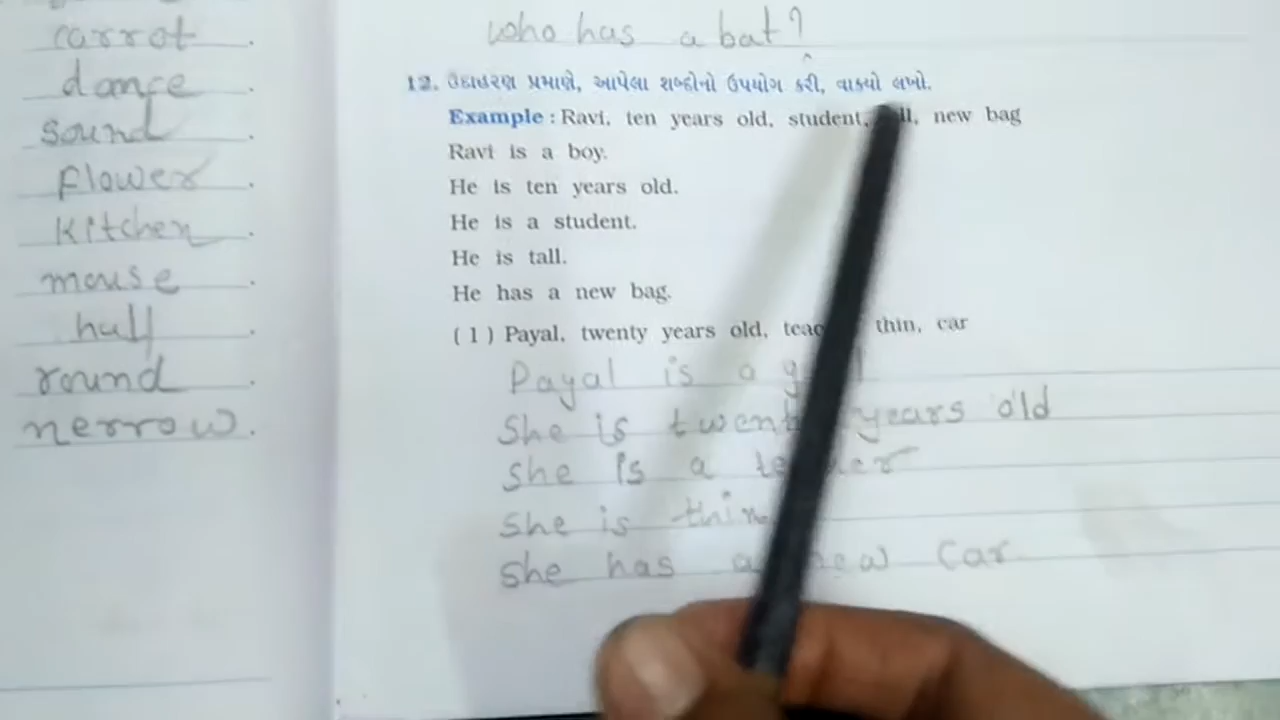 carrot.
dance.
sound.
flower.
kitchen.
mouse.
half.
round.
nerrow.
who has a bat?
12. ઉદાહરણ પ્રમાણે, આપેલા શબ્દોનો ઉપયોગ કરી, વાક્યો લખો.
Example : Ravi, ten years old, student, new bag
Ravi is a boy.
He is ten years old.
He is a student.
He is tall.
He has a new bag.
(1) Payal, twenty years old, thin, car
Payal is a
She is years old
She is a
She is thin
She has a new car